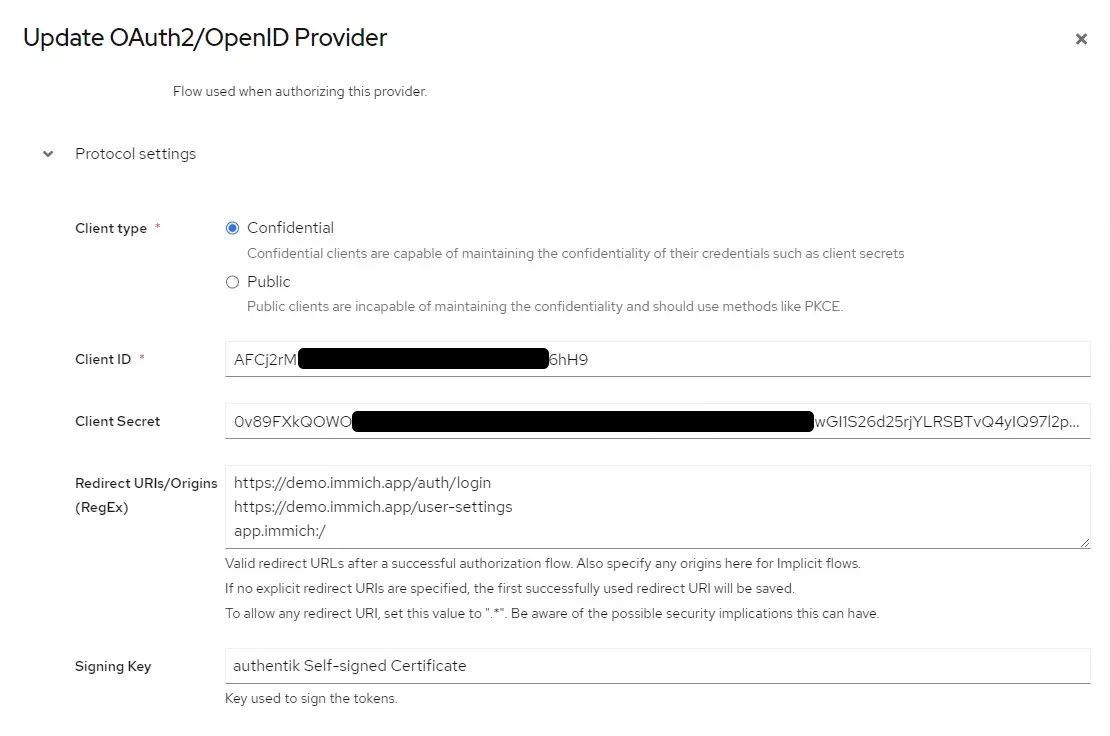 Update OAuth2/OpenID Provider
Flow used when authorizing this provider.
Protocol settings
Client type *
Confidential
Confidential clients are capable of maintaining the confidentiality of their credentials such as client secrets
Public
Public clients are incapable of maintaining the confidentiality and should use methods like PKCE.
Client ID *
AFCj2rM 6hH9
Client Secret
0v89FXkQOWO wGI1S26d25rjYLRSBTvQ4yIQ97l2p...
Redirect URIs/Origins
(RegEx)
https://demo.immich.app/auth/login
https://demo.immich.app/user-settings
app.immich:/
Valid redirect URLs after a successful authorization flow. Also specify any origins here for Implicit flows.
If no explicit redirect URIs are specified, the first successfully used redirect URI will be saved.
To allow any redirect URI, set this value to ".*". Be aware of the possible security implications this can have.
Signing Key
authentik Self-signed Certificate
Key used to sign the tokens.